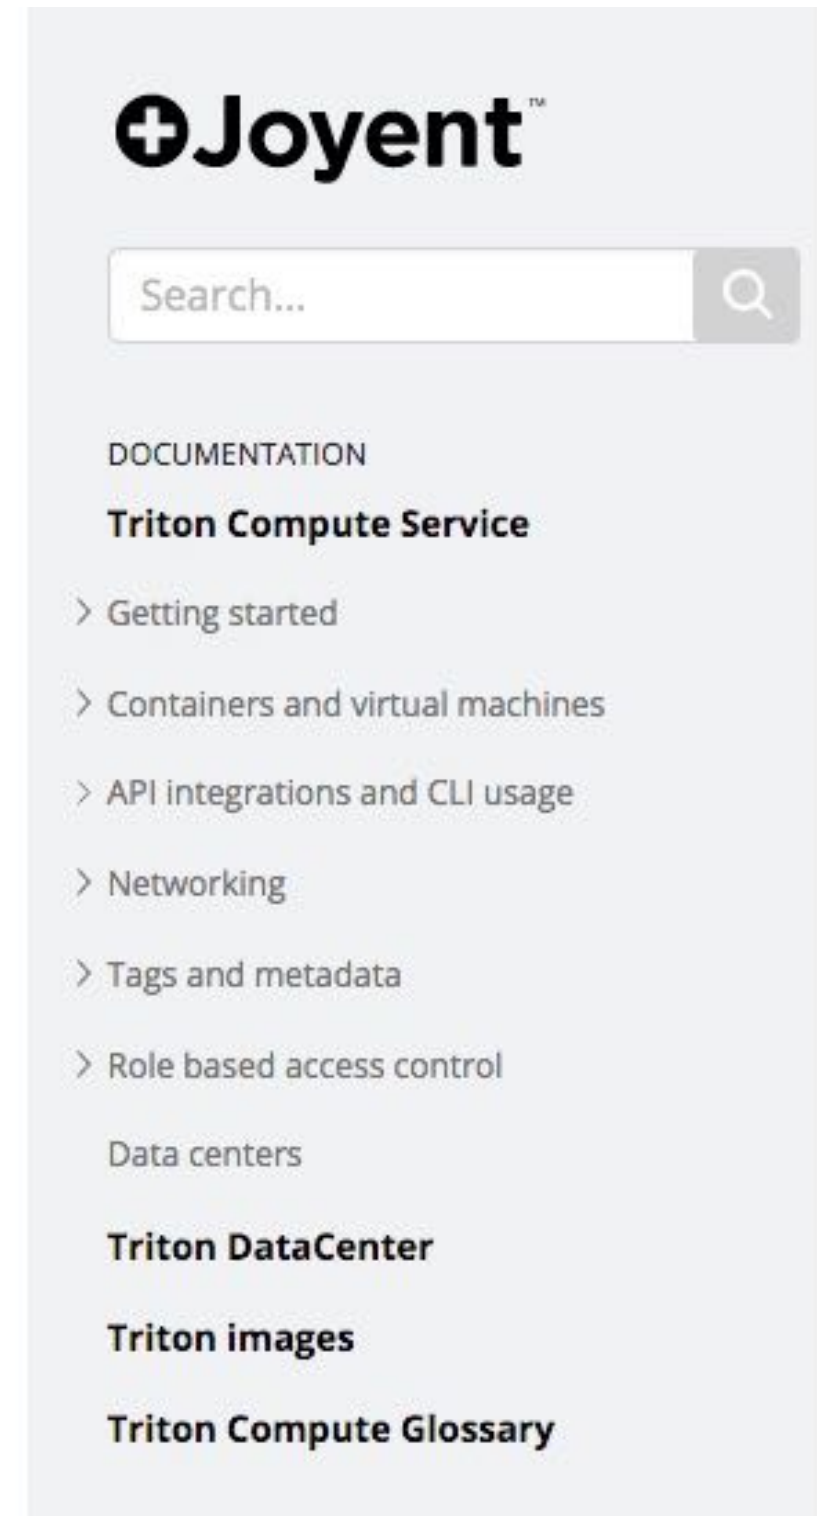 Joyent™
Search...
DOCUMENTATION
Triton Compute Service
Getting started
Containers and virtual machines
API integrations and CLI usage
Networking
Tags and metadata
Role based access control
Data centers
Triton DataCenter
Triton images
Triton Compute Glossary